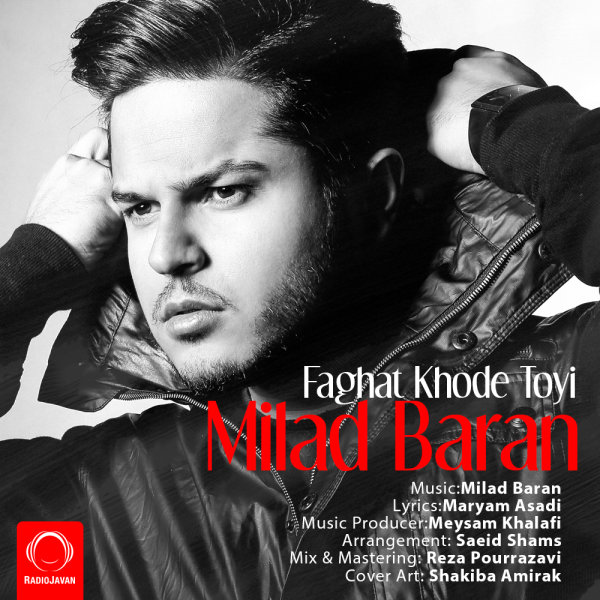 Faghat Khode Toyi
Milad Baran
Music:Milad Baran
Lyrics:Maryam Asadi
Music Producer:Meysam Khalafi
Arrangement: Saeid Shams
Mix & Mastering: Reza Pourrazavi
Cover Art: Shakiba Amirak
RADIOJAVAN